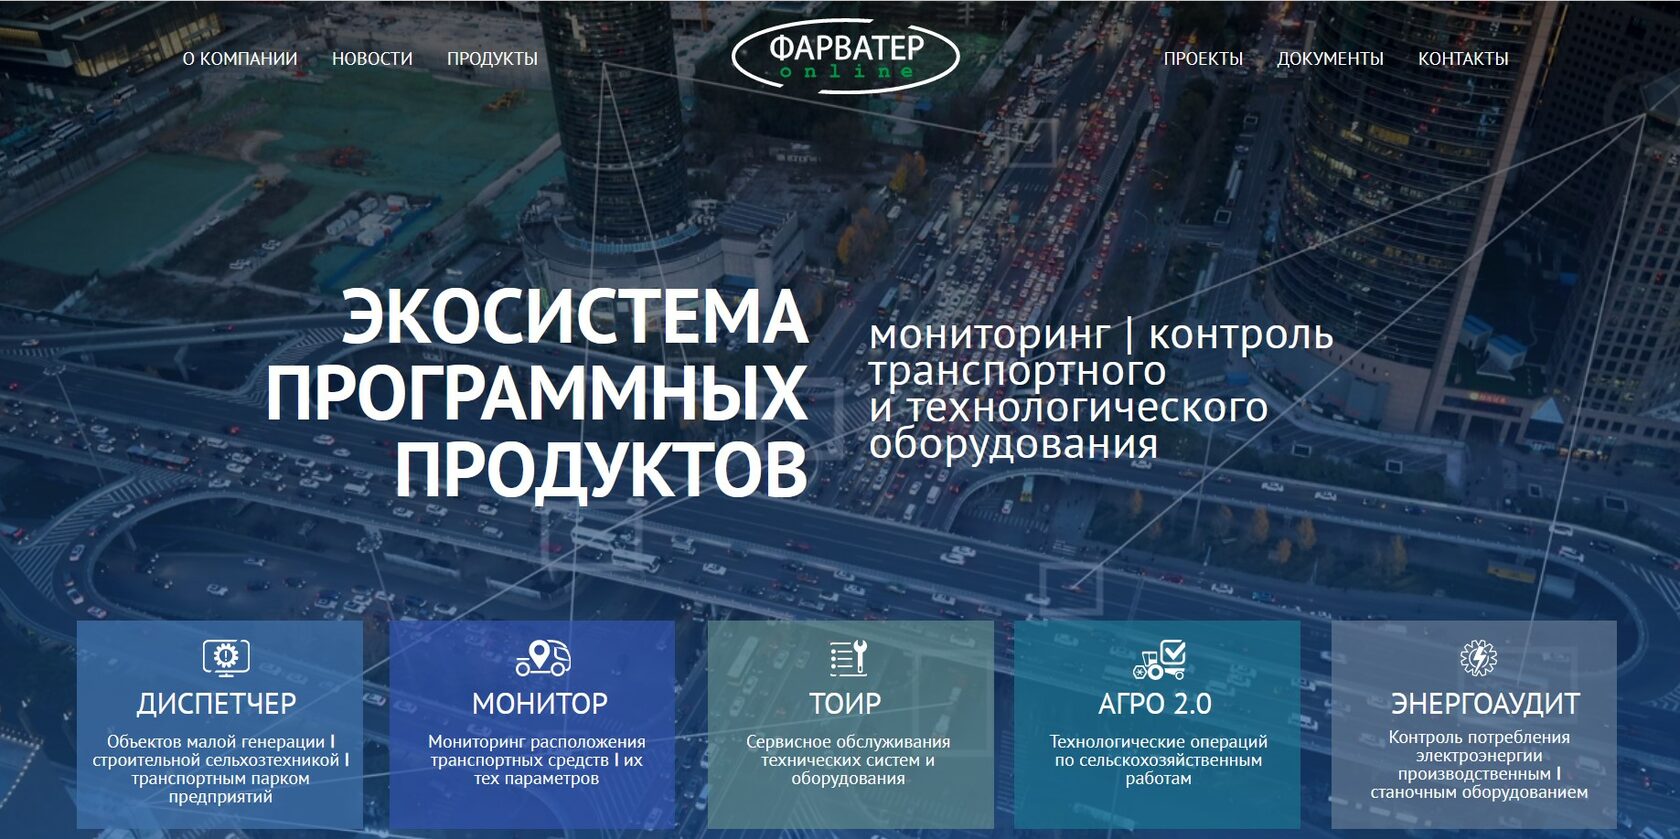 О КОМПАНИИ НОВОСТИ ПРОДУКТЫ
ФАРВАТЕР
online
ПРОЕКТЫ ДОКУМЕНТЫ КОНТАКТЫ
ЭКОСИСТЕМА
ПРОГРАММНЫХ
ПРОДУКТОВ
мониторинг | контроль
транспортного
и технологического
оборудования
ДИСПЕТЧЕР
Объектов малой генерации I
строительной сельхозтехникой I
транспортным парком
предприятий
МОНИТОР
Мониторинг расположения
транспортных средств I их
тех параметров
ТОИР
Сервисное обслуживания
технических систем и
оборудования
АГРО 2.0
Технологические операций
по сельскохозяйственным
работам
ЭНЕРГОАУДИТ
Контроль потребления
электроэнергии
производственным I
станочным оборудованием